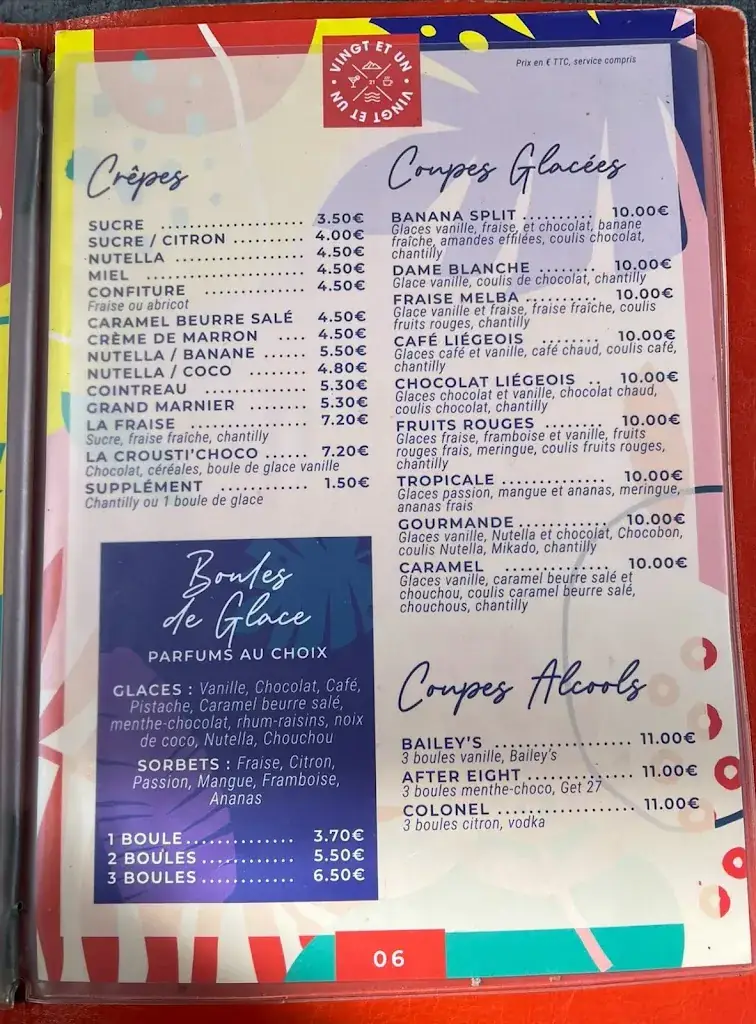 VINGT ET UN • VINGT ET UN •
21
Prix en € TTC, service compris
Crêpes
SUCRE .................... 3.50€
SUCRE / CITRON .......... 4.00€
NUTELLA .................. 4.50€
MIEL ...................... 4.50€
CONFITURE ................ 4.50€
Fraise ou abricot
CARAMEL BEURRE SALÉ 4.50€
CRÈME DE MARRON .... 4.50€
NUTELLA / BANANE ...... 5.50€
NUTELLA / COCO ........ 4.80€
COINTREAU .............. 5.30€
GRAND MARNIER ........ 5.30€
LA FRAISE ................ 7.20€
Sucre, fraise fraîche, chantilly
LA CROUSTI'CHOCO ...... 7.20€
Chocolat, céréales, boule de glace vanille
SUPPLÉMENT ............ 1.50€
Chantilly ou 1 boule de glace
Boules
de Glace
PARFUMS AU CHOIX
GLACES : Vanille, Chocolat, Café,
Pistache, Caramel beurre salé,
menthe-chocolat, rhum-raisins, noix
de coco, Nutella, Chouchou
SORBETS : Fraise, Citron,
Passion, Mangue, Framboise,
Ananas
1 BOULE.............. 3.70€
2 BOULES............ 5.50€
3 BOULES............ 6.50€
Coupes Glacées
BANANA SPLIT .......... 10.00€
Glaces vanille, fraise, et chocolat, banane
fraîche, amandes effilées, coulis chocolat,
chantilly
DAME BLANCHE ........ 10.00€
Glace vanille, coulis de chocolat, chantilly
FRAISE MELBA .......... 10.00€
Glace vanille et fraise, fraise fraîche, coulis
fruits rouges, chantilly
CAFÉ LIÉGEOIS .......... 10.00€
Glaces café et vanille, café chaud, coulis café,
chantilly
CHOCOLAT LIÉGEOIS .. 10.00€
Glaces chocolat et vanille, chocolat chaud,
coulis chocolat, chantilly
FRUITS ROUGES ........ 10.00€
Glaces fraise, framboise et vanille, fruits
rouges frais, meringue, coulis fruits rouges,
chantilly
TROPICALE .............. 10.00€
Glaces passion, mangue et ananas, meringue,
ananas frais
GOURMANDE............ 10.00€
Glaces vanille, Nutella et chocolat, Chocobon,
coulis Nutella, Mikado, chantilly
CARAMEL .............. 10.00€
Glaces vanille, caramel beurre salé et
chouchou, coulis caramel beurre salé,
chouchous, chantilly
Coupes Alcools
BAILEY'S .................... 11.00€
3 boules vanille, Bailey's
AFTER EIGHT .............. 11.00€
3 boules menthe-choco, Get 27
COLONEL .................. 11.00€
3 boules citron, vodka
06